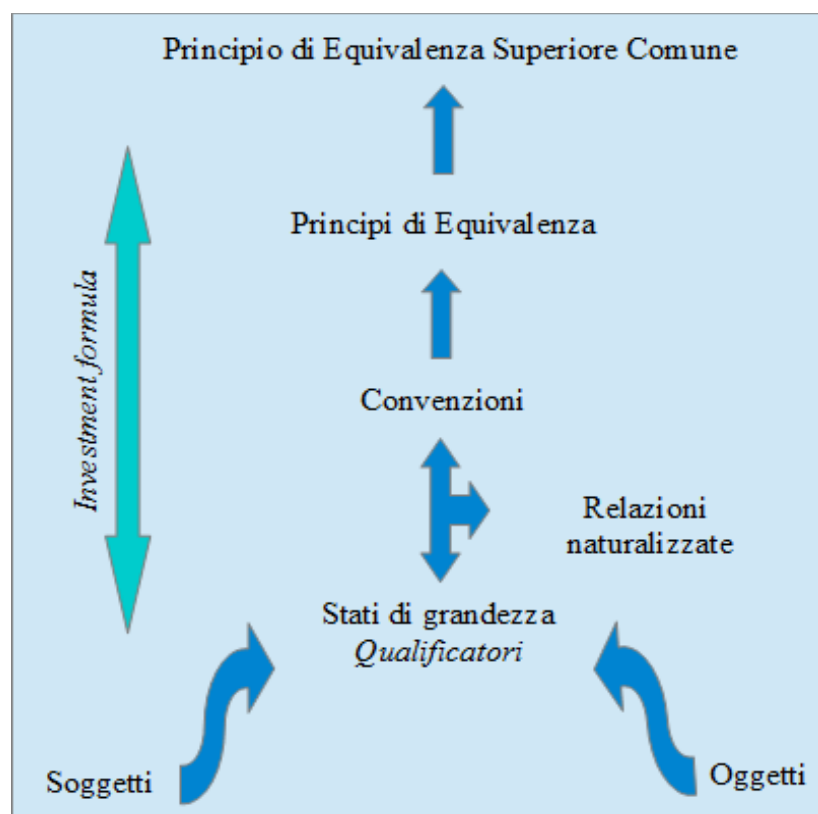 Principio di Equivalenza Superiore Comune
Principi di Equivalenza
Investment formula
Convenzioni
Relazioni
naturalizzate
Stati di grandezza
Qualificatori
Soggetti
Oggetti